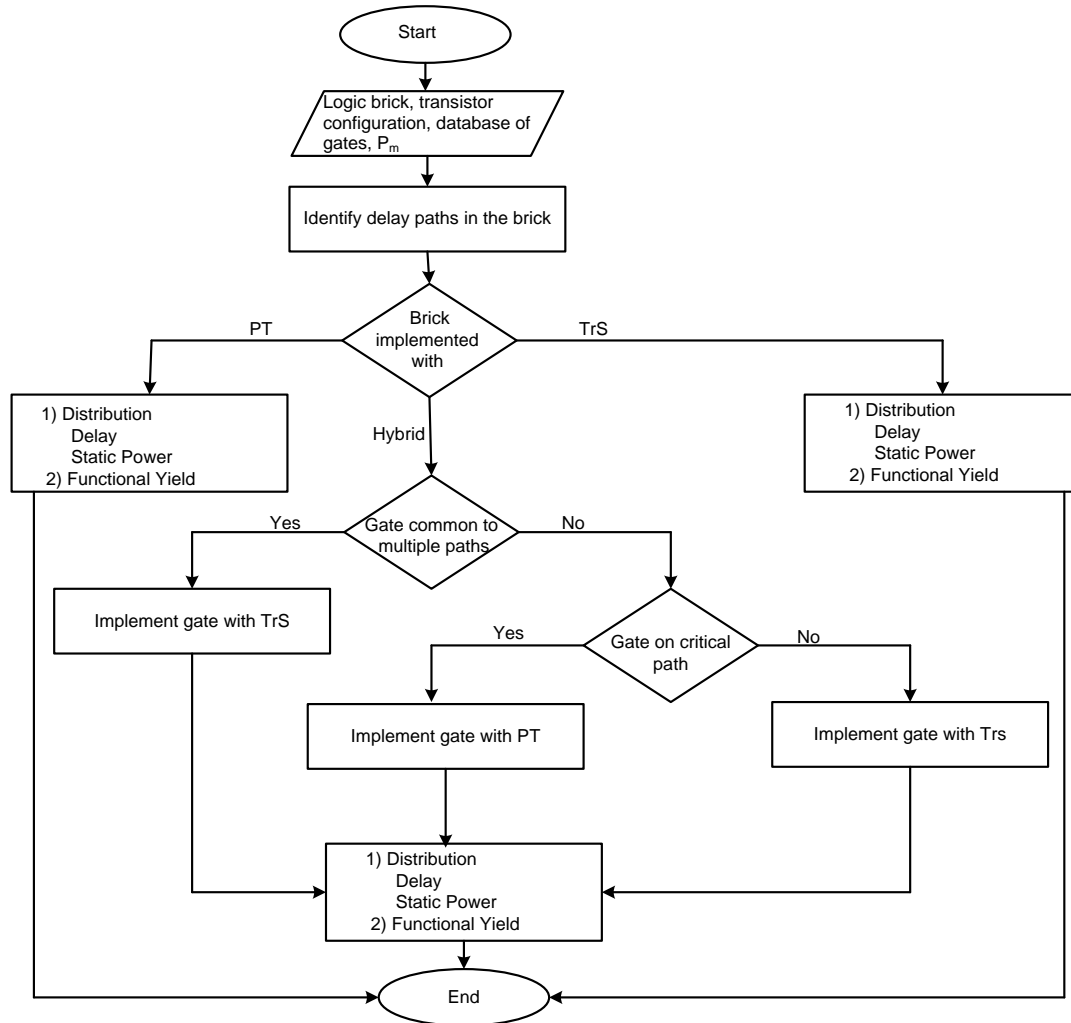 Start
Logic brick, transistor
configuration, database of
gates, Pm
Identify delay paths in the brick
Brick
implemented
with
PT
TrS
Hybrid
1) Distribution
Delay
Static Power
2) Functional Yield
1) Distribution
Delay
Static Power
2) Functional Yield
Gate common to
multiple paths
Yes
No
Implement gate with TrS
Gate on critical
path
Yes
No
Implement gate with PT
Implement gate with Trs
1) Distribution
Delay
Static Power
2) Functional Yield
End